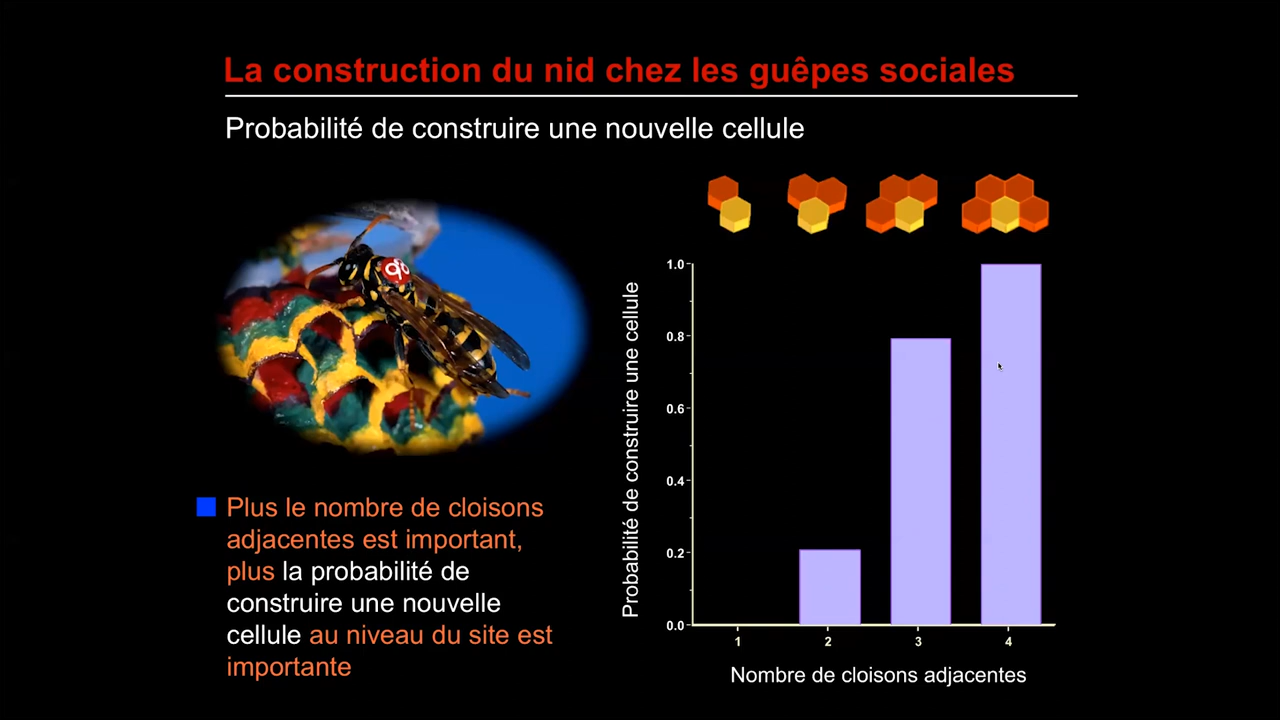 La construction du nid chez les guêpes sociales
Probabilité de construire une nouvelle cellule
Plus le nombre de cloisons
adjacentes est important,
plus la probabilité de
construire une nouvelle
cellule au niveau du site est
importante
Probabilité de construire une cellule
1.0
0.8
0.6
0.4
0.2
0.0
1 2 3 4
Nombre de cloisons adjacentes